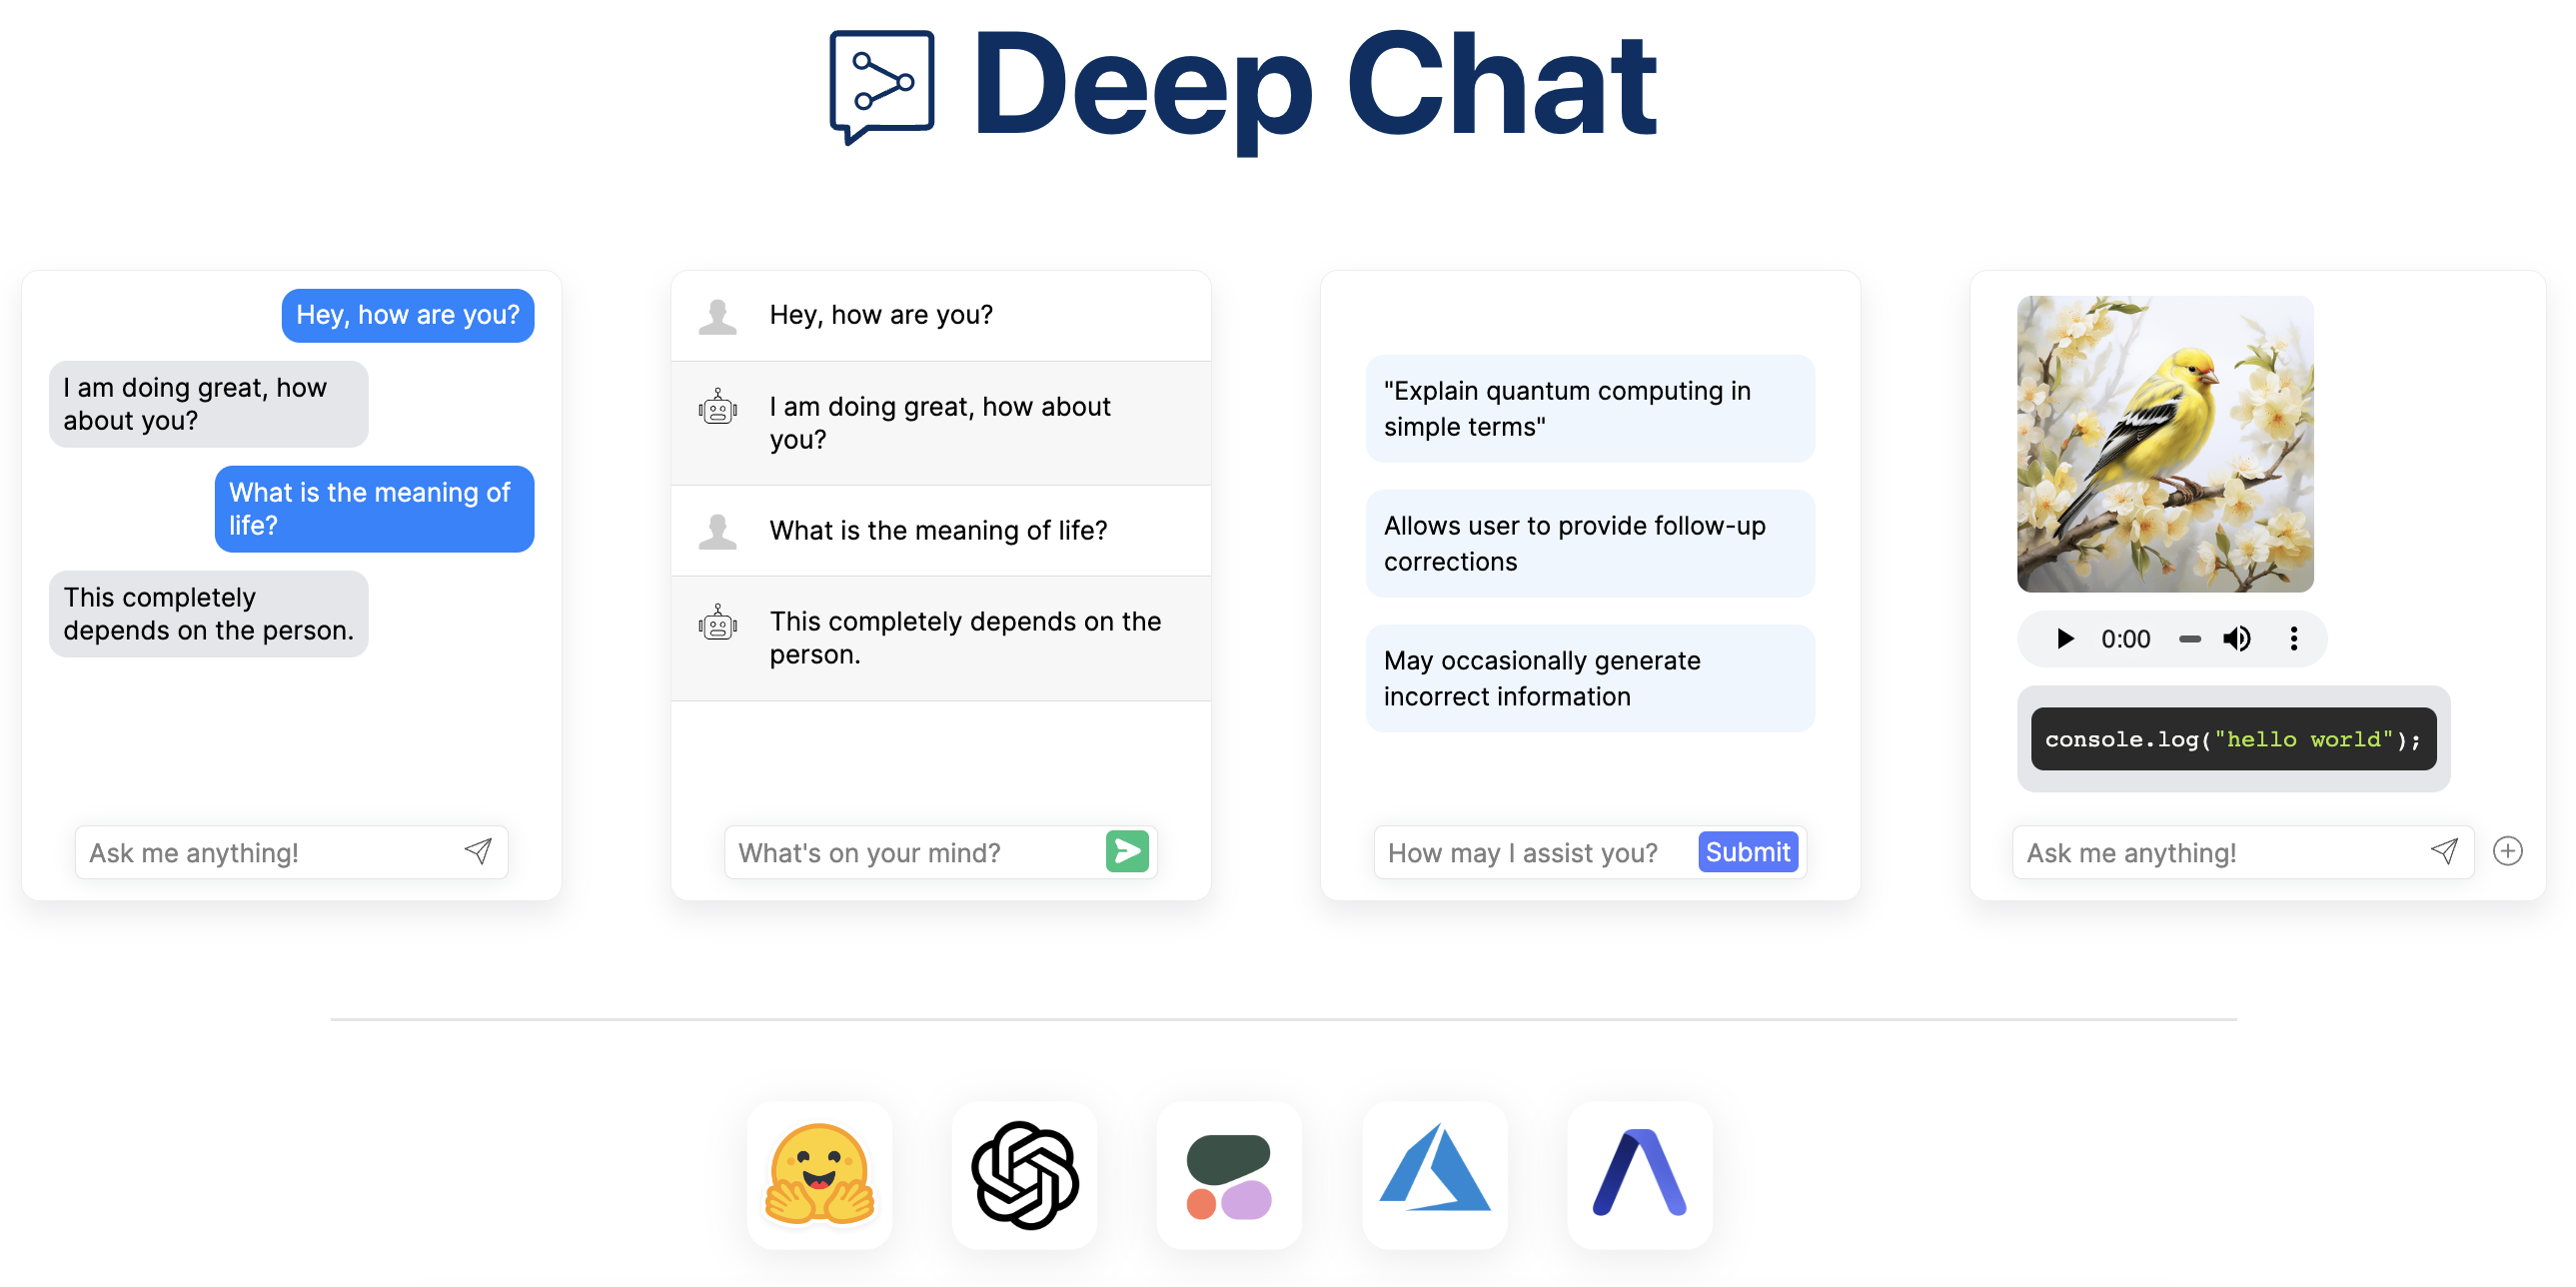 Deep Chat
Hey, how are you?
I am doing great, how
about you?
What is the meaning of
life?
This completely
depends on the person.
Ask me anything!
Hey, how are you?
I am doing great, how about
you?
What is the meaning of life?
This completely depends on the
person.
What's on your mind?
"Explain quantum computing in
simple terms"
Allows user to provide follow-up
corrections
May occasionally generate
incorrect information
How may I assist you?
Submit
0:00
console.log("hello world");
Ask me anything!